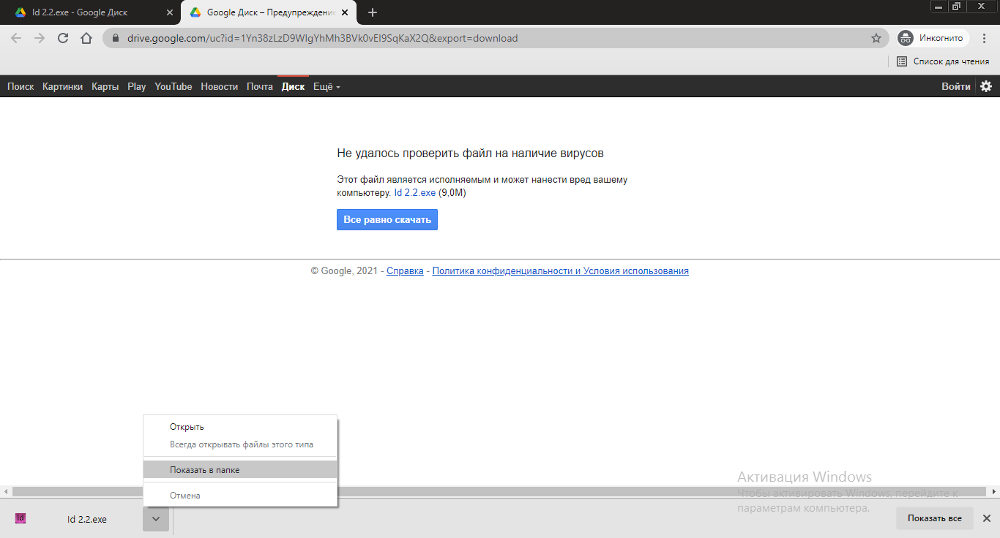 Id 2.2.exe - Google Диск
Google Диск – Предупреждение
drive.google.com/uc?id=1Yn38zLzD9WIgYhMh3BVk0vEI9SqKaX2Q&export=download
Инкогнито
Список для чтения
Поиск Картинки Карты Play YouTube Новости Почта Диск Ещё
Войти
Не удалось проверить файл на наличие вирусов
Этот файл является исполняемым и может нанести вред вашему
компьютеру. Id 2.2.exe (9,0M)
Все равно скачать
© Google, 2021 - Справка - Политика конфиденциальности и Условия использования
Открыть
Всегда открывать файлы этого типа
Показать в папке
Отмена
Активация Windows
Чтобы активировать Windows, перейдите к
параметрам компьютера.
Id
Id 2.2.exe
Показать все